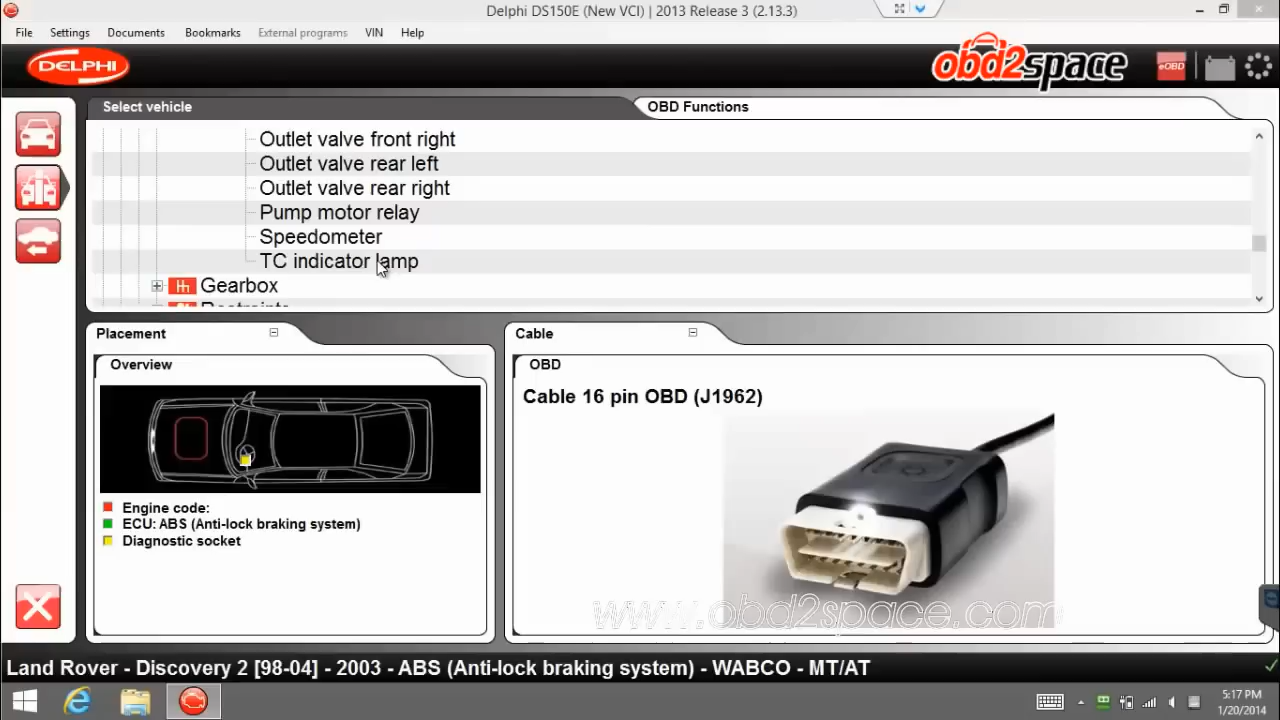 Delphi DS150E (New VCI) | 2013 Release 3 (2.13.3)
File Settings Documents Bookmarks External programs VIN Help
DELPHI
obd2space
eOBD
Select vehicle
OBD Functions
Outlet valve front right
Outlet valve rear left
Outlet valve rear right
Pump motor relay
Speedometer
TC indicator lamp
Gearbox
Restraints
Placement
Overview
Engine code:
ECU: ABS (Anti-lock braking system)
Diagnostic socket
Cable
OBD
Cable 16 pin OBD (J1962)
www.obd2space.com
Land Rover - Discovery 2 [98-04] - 2003 - ABS (Anti-lock braking system) - WABCO - MT/AT
5:17 PM
1/20/2014